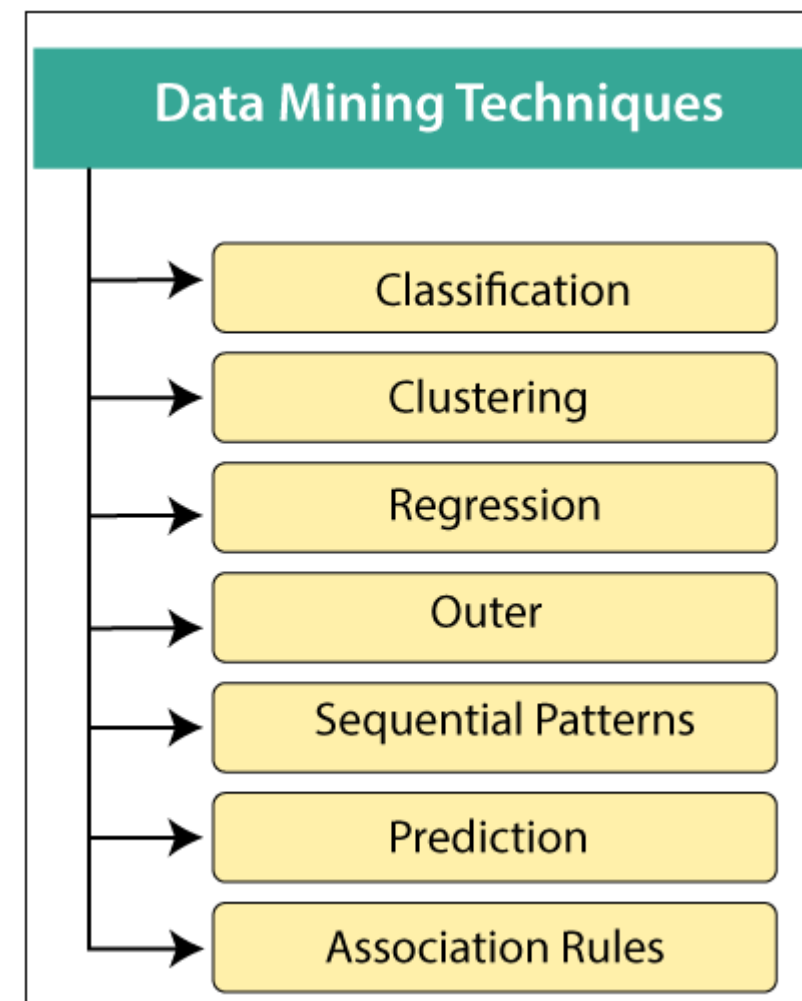 Data Mining Techniques
Classification
Clustering
Regression
Outer
Sequential Patterns
Prediction
Association Rules